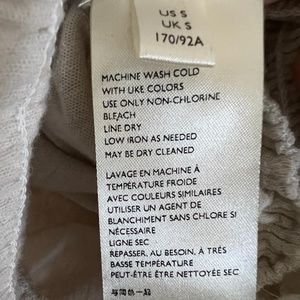 US S
UK S
170/92A
MACHINE WASH COLD
WITH LIKE COLORS
USE ONLY NON-CHLORINE
BLEACH
LINE DRY
LOW IRON AS NEEDED
MAY BE DRY CLEANED
LAVAGE EN MACHINE À
TEMPÉRATURE FROIDE
AVEC COULEURS SIMILAIRES
UTILISER UN AGENT DE
BLANCHIMENT SANS CHLORE SI
NÉCESSAIRE
LIGNE SEC
REPASSER, AU BESOIN, À TRÈS
BASSE TEMPÉRATURE
PEUT-ÊTRE ÊTRE NETTOYÉE SEC